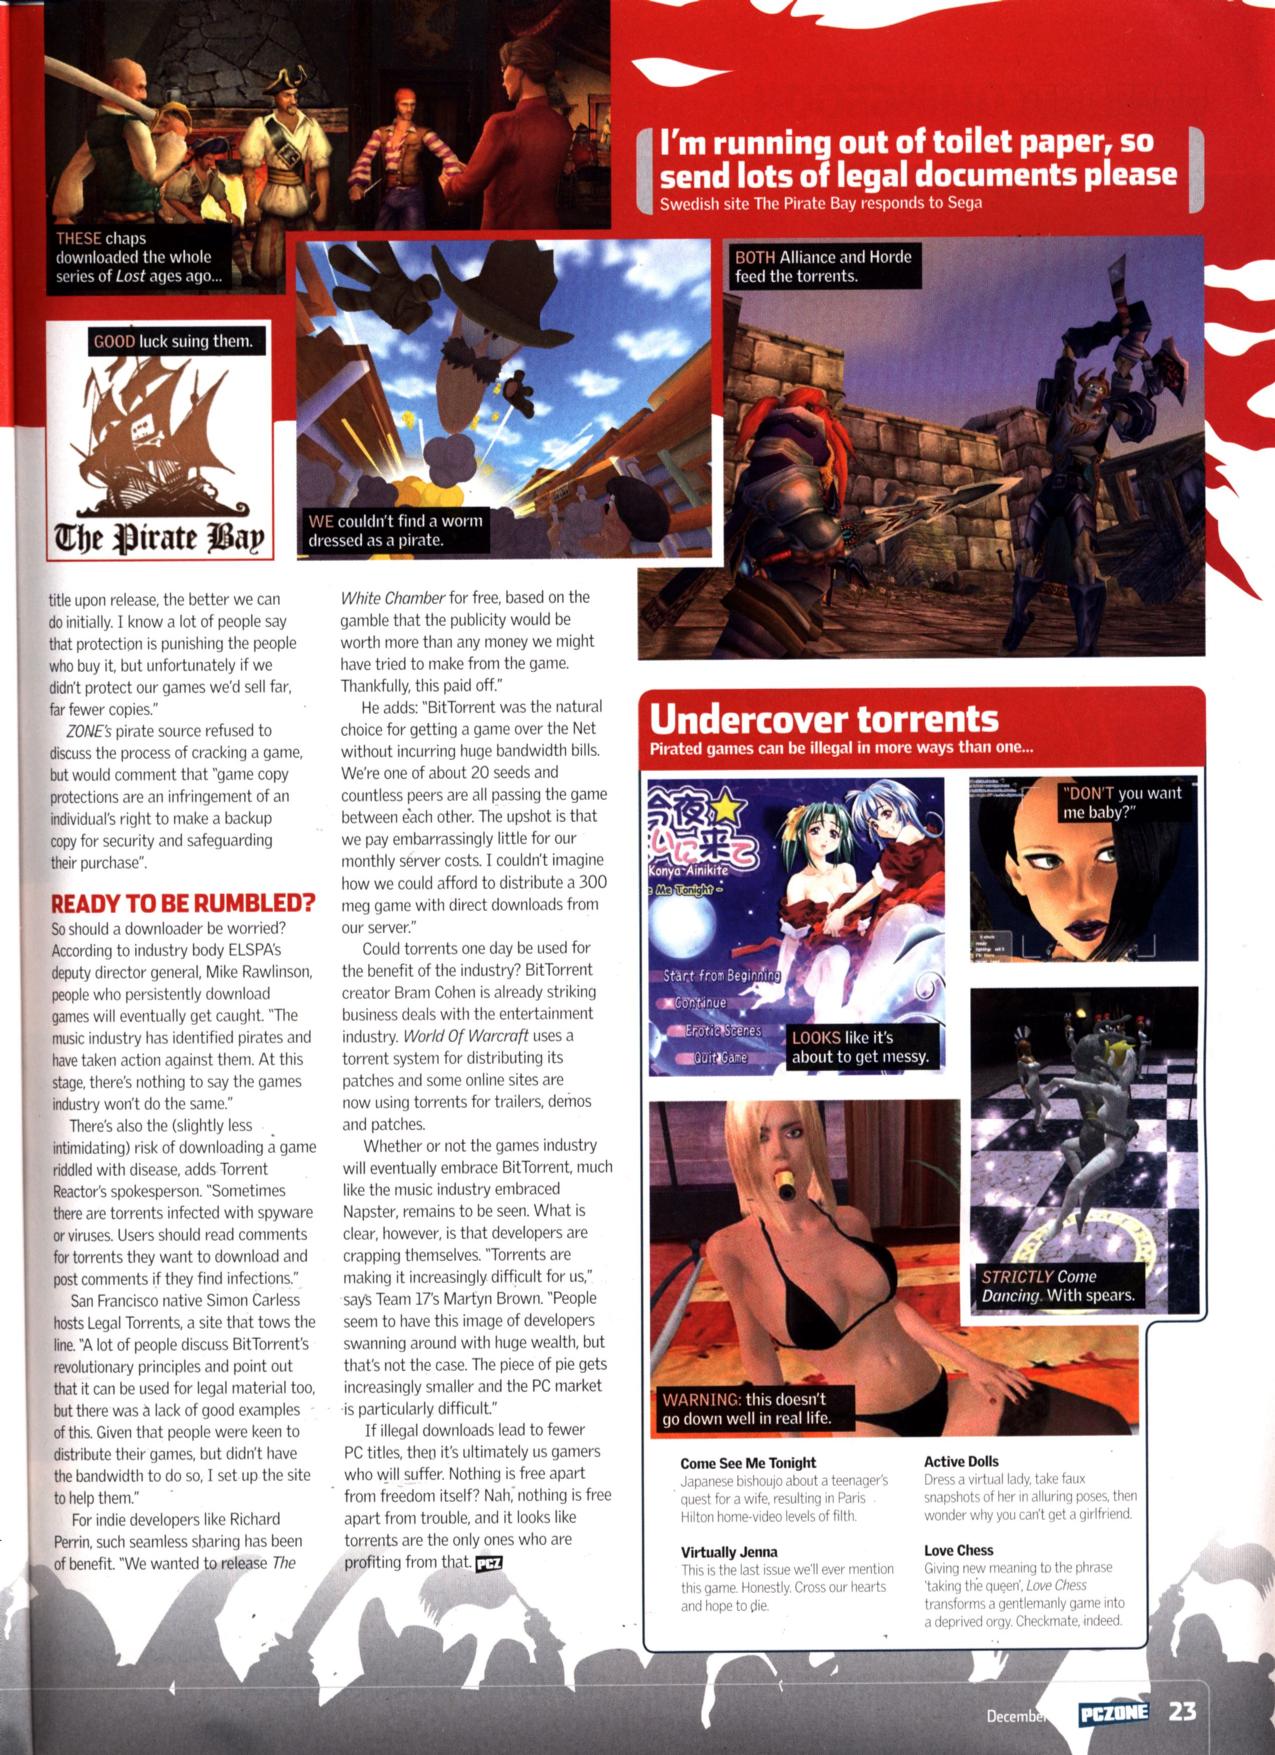 I'm running out of toilet paper, so
send lots of legal documents please
Swedish site The Pirate Bay responds to Sega
THESE chaps
downloaded the whole
series of Lost ages ago...
GOOD luck suing them.
The Pirate Bay
WE couldn't find a worm
dressed as a pirate.
BOTH Alliance and Horde
feed the torrents.
title upon release, the better we can
do initially. I know a lot of people say
that protection is punishing the people
who buy it, but unfortunately if we
didn't protect our games we'd sell far,
far fewer copies."
ZONE's pirate source refused to
discuss the process of cracking a game,
but would comment that "game copy
protections are an infringement of an
individual's right to make a backup
copy for security and safeguarding
their purchase".
READY TO BE RUMBLED?
So should a downloader be worried?
According to industry body ELSPA's
deputy director general, Mike Rawlinson,
people who persistently download
games will eventually get caught. "The
music industry has identified pirates and
have taken action against them. At this
stage, there's nothing to say the games
industry won't do the same."
There's also the (slightly less
intimidating) risk of downloading a game
riddled with disease, adds Torrent
Reactor's spokesperson. "Sometimes
there are torrents infected with spyware
or viruses. Users should read comments
for torrents they want to download and
post comments if they find infections."
San Francisco native Simon Carless
hosts Legal Torrents, a site that tows the
line. "A lot of people discuss BitTorrent's
revolutionary principles and point out
that it can be used for legal material too,
but there was a lack of good examples
of this. Given that people were keen to
distribute their games, but didn't have
the bandwidth to do so, I set up the site
to help them."
For indie developers like Richard
Perrin, such seamless sharing has been
of benefit. "We wanted to release The
White Chamber for free, based on the
gamble that the publicity would be
worth more than any money we might
have tried to make from the game.
Thankfully, this paid off."
He adds: "BitTorrent was the natural
choice for getting a game over the Net
without incurring huge bandwidth bills.
We're one of about 20 seeds and
countless peers are all passing the game
between each other. The upshot is that
we pay embarrassingly little for our
monthly server costs. I couldn't imagine
how we could afford to distribute a 300
meg game with direct downloads from
our server."
Could torrents one day be used for
the benefit of the industry? BitTorrent
creator Bram Cohen is already striking
business deals with the entertainment
industry. World Of Warcraft uses a
torrent system for distributing its
patches and some online sites are
now using torrents for trailers, demos
and patches.
Whether or not the games industry
will eventually embrace BitTorrent, much
like the music industry embraced
Napster, remains to be seen. What is
clear, however, is that developers are
crapping themselves. "Torrents are
making it increasingly difficult for us,"
says Team 17's Martyn Brown. "People
seem to have this image of developers
swanning around with huge wealth, but
that's not the case. The piece of pie gets
increasingly smaller and the PC market
is particularly difficult."
If illegal downloads lead to fewer
PC titles, then it's ultimately us gamers
who will suffer. Nothing is free apart
from freedom itself? Nah, nothing is free
apart from trouble, and it looks like
torrents are the only ones who are
profiting from that. PCZ
Undercover torrents
Pirated games can be illegal in more ways than one...
今夜☆
いに来て
Konya-Ainikite
Me Tonight -
Start from Beginning
Continue
Erotic Scenes
Quit Game
LOOKS like it's
about to get messy.
"DON'T you want
me baby?"
STRICTLY Come
Dancing. With spears.
WARNING: this doesn't
go down well in real life.
Come See Me Tonight
Japanese bishoujo about a teenager's
quest for a wife, resulting in Paris
Hilton home-video levels of filth.
Virtually Jenna
This is the last issue we'll ever mention
this game. Honestly. Cross our hearts
and hope to die.
Active Dolls
Dress a virtual lady, take faux
snapshots of her in alluring poses, then
wonder why you can't get a girlfriend.
Love Chess
Giving new meaning to the phrase
'taking the queen', Love Chess
transforms a gentlemanly game into
a deprived orgy. Checkmate, indeed.
December PCZONE 23